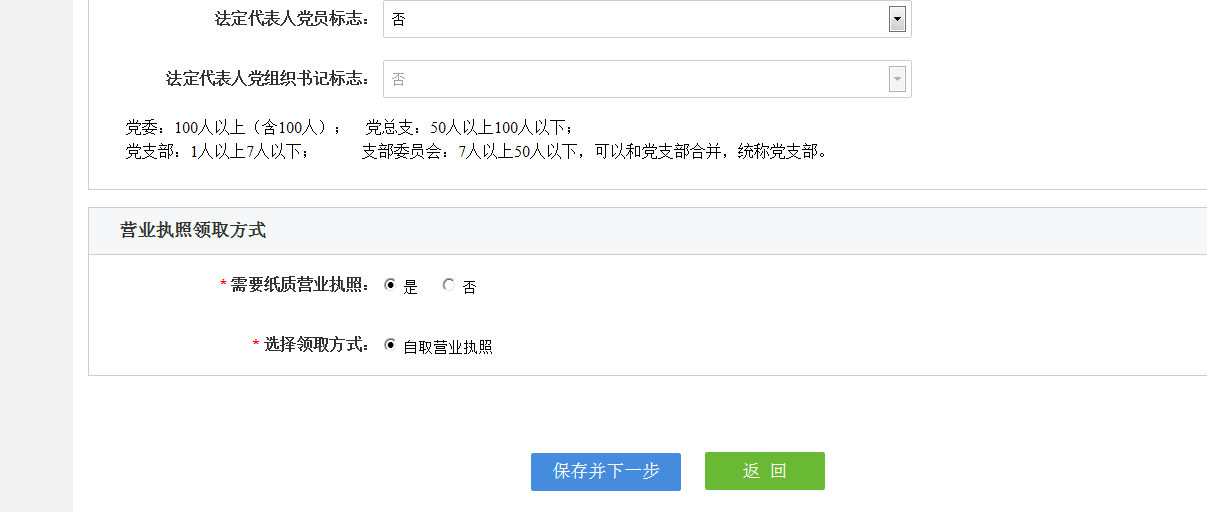 法定代表人党员标志： 否
法定代表人党组织书记标志： 否
党委：100人以上（含100人）； 党总支：50人以上100人以下；
党支部：1人以上7人以下； 支部委员会：7人以上50人以下，可以和党支部合并，统称党支部。
营业执照领取方式
* 需要纸质营业执照： 是 否
* 选择领取方式： 自取营业执照
保存并下一步 返 回